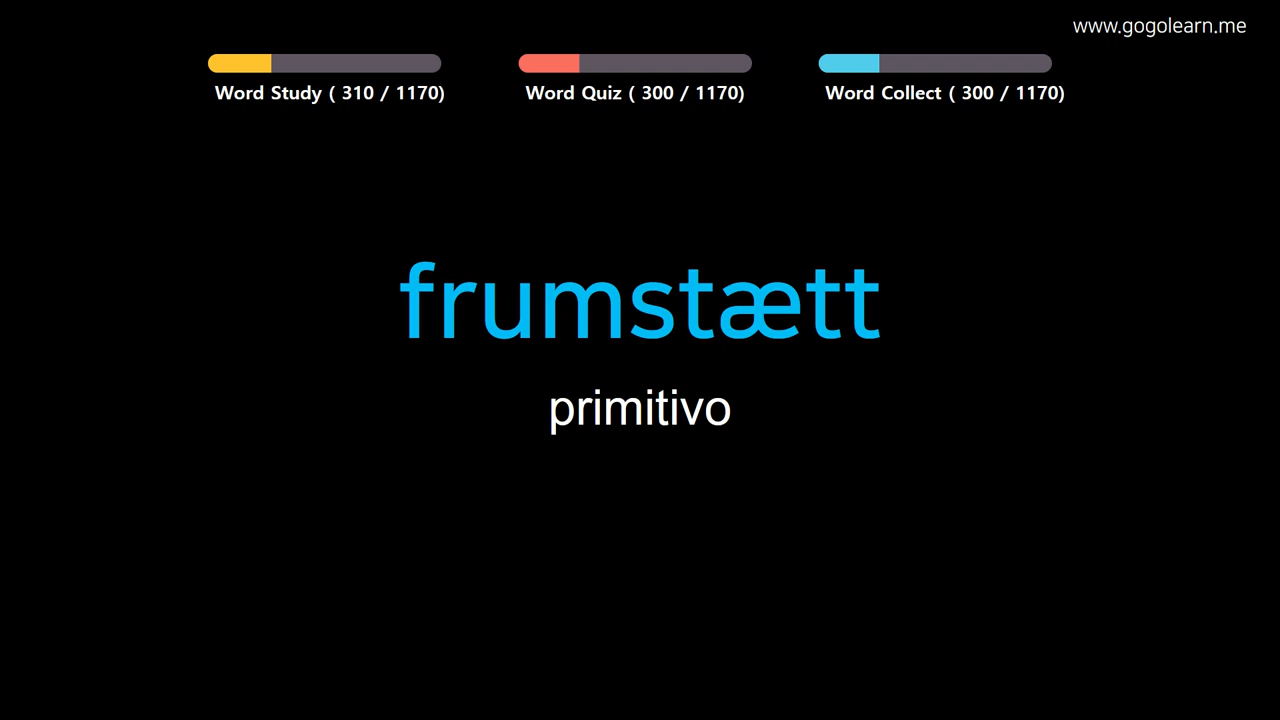 www.gogolearn.me
Word Study ( 310 / 1170)
Word Quiz ( 300 / 1170)
Word Collect ( 300 / 1170)
frumstætt
primitivo